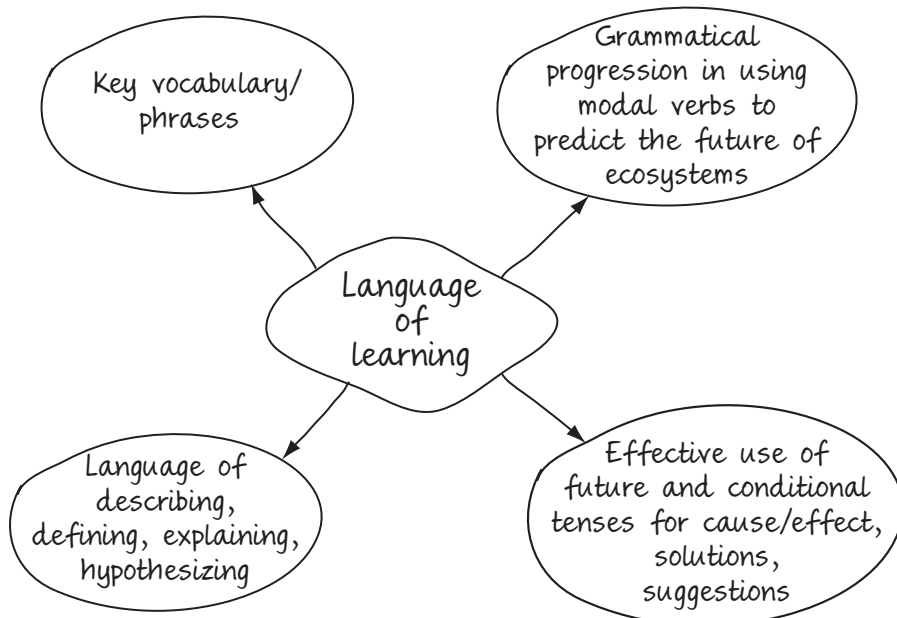 Key vocabulary/
phrases
Grammatical
progression in using
modal verbs to
predict the future of
ecosystems
Language
of
learning
Language of
describing,
defining, explaining,
hypothesizing
Effective use of
future and conditional
tenses for cause/effect,
solutions,
suggestions